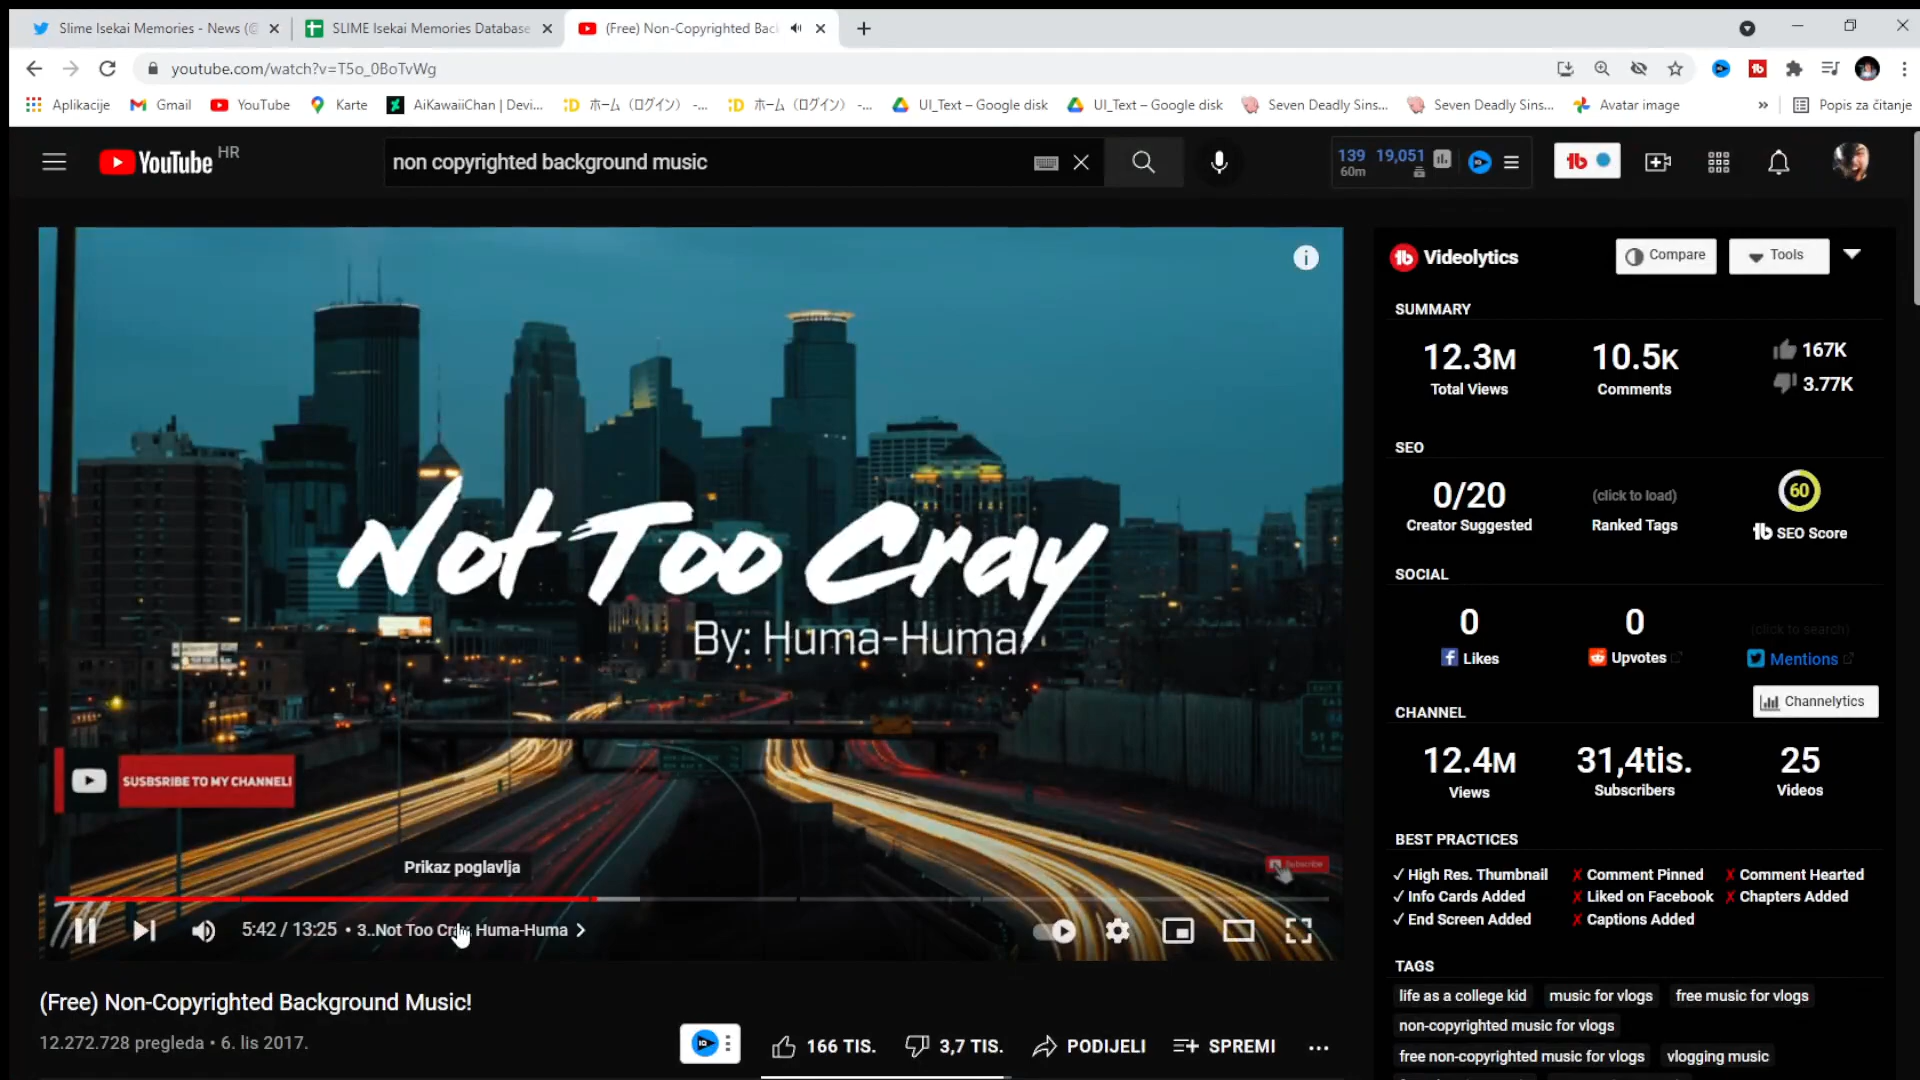 Slime Isekai Memories - News (@
SLIME Isekai Memories Database
(Free) Non-Copyrighted Bac
youtube.com/watch?v=T5o_0BoTvWg
Aplikacije
Gmail
YouTube
Karte
AiKawaiiChan | Devi...
ホーム（ログイン） -...
ホーム（ログイン） -...
UI_Text – Google disk
UI_Text – Google disk
Seven Deadly Sins...
Seven Deadly Sins...
Avatar image
»
Popis za čitanje
YouTube HR
non copyrighted background music
139 19,051
60m
Not Too Cray
By: Huma-Huma
SUSBSRIBE TO MY CHANNEL!
Subscribe
Prikaz poglavlja
5:42 / 13:25 • 3..Not Too Cray, Huma-Huma
(Free) Non-Copyrighted Background Music!
12.272.728 pregleda • 6. lis 2017.
166 TIS.
3,7 TIS.
PODIJELI
SPREMI
Videolytics
Compare
Tools
SUMMARY
12.3M
10.5K
167K
Total Views
Comments
3.77K
SEO
0/20
(click to load)
60
Creator Suggested
Ranked Tags
SEO Score
SOCIAL
0
0
(click to search)
Likes
Upvotes
Mentions
CHANNEL
Channelytics
12.4M
31,4tis.
25
Views
Subscribers
Videos
BEST PRACTICES
✓ High Res. Thumbnail
✗ Comment Pinned
✗ Comment Hearted
✓ Info Cards Added
✗ Liked on Facebook
✗ Chapters Added
✓ End Screen Added
✗ Captions Added
TAGS
life as a college kid
music for vlogs
free music for vlogs
non-copyrighted music for vlogs
free non-copyrighted music for vlogs
vlogging music